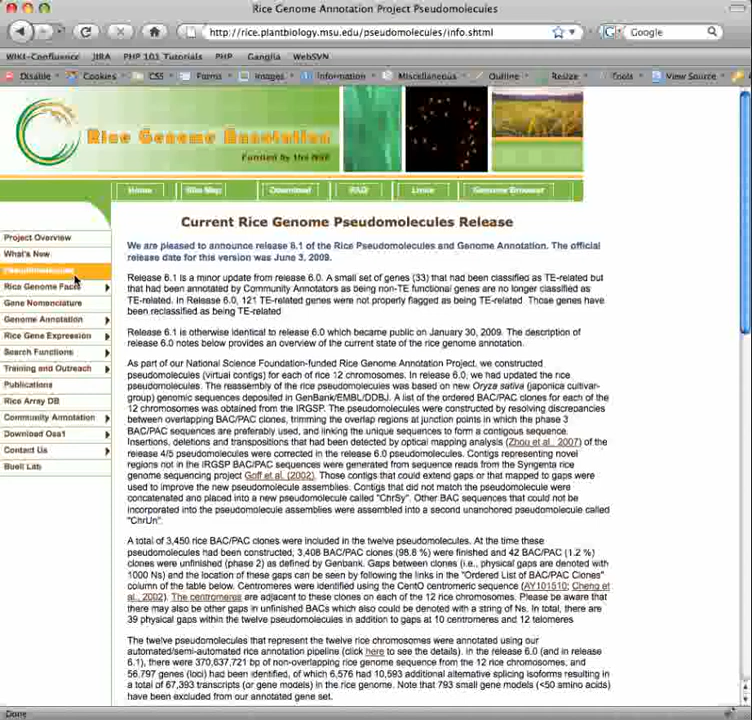 Rice Genome Annotation Project Pseudomolecules
http://rice.plantbiology.msu.edu/pseudomolecules/info.shtml
Google
WIKI-Confluence JIRA PHP 101 Tutorials PHP Ganglia WebSVN
Disable Cookies CSS Forms Images Information Miscellaneous Outline Resize Tools View Source
Rice Genome Annotation
Funded by the NSF
Home Site Map Download FAQ Links Genome Browser
Project Overview
What's New
Pseudomolecules
Rice Genome Facts
Gene Nomenclature
Genome Annotation
Rice Gene Expression
Search Functions
Training and Outreach
Publications
Rice Array DB
Community Annotation
Download Osa1
Contact Us
Buell Lab
Current Rice Genome Pseudomolecules Release
We are pleased to announce release 6.1 of the Rice Pseudomolecules and Genome Annotation. The official
release date for this version was June 3, 2009.
Release 6.1 is a minor update from release 6.0. A small set of genes (33) that had been classified as TE-related but
that had been annotated by Community Annotators as being non-TE functional genes are no longer classified as
TE-related. In Release 6.0, 121 TE-related genes were not properly flagged as being TE-related. Those genes have
been reclassified as being TE-related
Release 6.1 is otherwise identical to release 6.0 which became public on January 30, 2009. The description of
release 6.0 notes below provides an overview of the current state of the rice genome annotation.
As part of our National Science Foundation-funded Rice Genome Annotation Project, we constructed
pseudomolecules (virtual contigs) for each of rice 12 chromosomes. In release 6.0, we had updated the rice
pseudomolecules. The reassembly of the rice pseudomolecules was based on new Oryza sativa (japonica cultivar-
group) genomic sequences deposited in GenBank/EMBL/DDBJ. A list of the ordered BAC/PAC clones for each of the
12 chromosomes was obtained from the IRGSP. The pseudomolecules were constructed by resolving discrepancies
between overlapping BAC/PAC clones, trimming the overlap regions at junction points in which the phase 3
BAC/PAC sequences are preferably used, and linking the unique sequences to form a contiguous sequence.
Insertions, deletions and transpositions that had been detected by optical mapping analysis (Zhou et al., 2007) of the
release 4/5 pseudomolecules were corrected in the release 6.0 pseudomolecules. Contigs representing novel
regions not in the IRGSP BAC/PAC sequences were generated from sequence reads from the Syngenta rice
genome sequencing project Goff et al. (2002). Those contigs that could extend gaps or that mapped to gaps were
used to improve the new pseudomolecule assemblies. Contigs that did not match the pseudomolecule were
concatenated and placed into a new pseudomolecule called "ChrSy". Other BAC sequences that could not be
incorporated into the pseudomolecule assemblies were assembled into a second unanchored pseudomolecule called
"ChrUn".
A total of 3,450 rice BAC/PAC clones were included in the twelve pseudomolecules. At the time these
pseudomolecules had been constructed, 3,408 BAC/PAC clones (98.8 %) were finished and 42 BAC/PAC (1.2 %)
clones were unfinished (phase 2) as defined by Genbank. Gaps between clones (i.e., physical gaps are denoted with
1000 Ns) and the location of these gaps can be seen by following the links in the "Ordered List of BAC/PAC Clones"
column of the table below. Centromeres were identified using the CentO centromeric sequence (AY101510; Cheng et
al., 2002). The centromeres are adjacent to these clones on each of the 12 rice chromosomes. Please be aware that
there may also be other gaps in unfinished BACs which also could be denoted with a string of Ns. In total, there are
39 physical gaps within the twelve pseudomolecules in addition to gaps at 10 centromeres and 12 telomeres
The twelve pseudomolecules that represent the twelve rice chromosomes were annotated using our
automated/semi-automated rice annotation pipeline (click here to see the details). In the release 6.0 (and in release
6.1), there were 370,637,721 bp of non-overlapping rice genome sequence from the 12 rice chromosomes, and
56,797 genes (loci) had been identified, of which 6,576 had 10,593 additional alternative splicing isoforms resulting in
a total of 67,393 transcripts (or gene models) in the rice genome. Note that 793 small gene models (<50 amino acids)
have been excluded from our annotated gene set.
Done